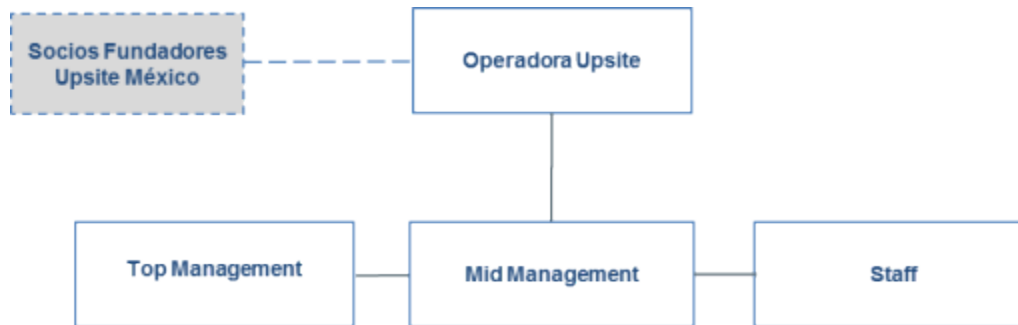 Socios Fundadores
Upsite México
Operadora Upsite
Top Management
Mid Management
Staff